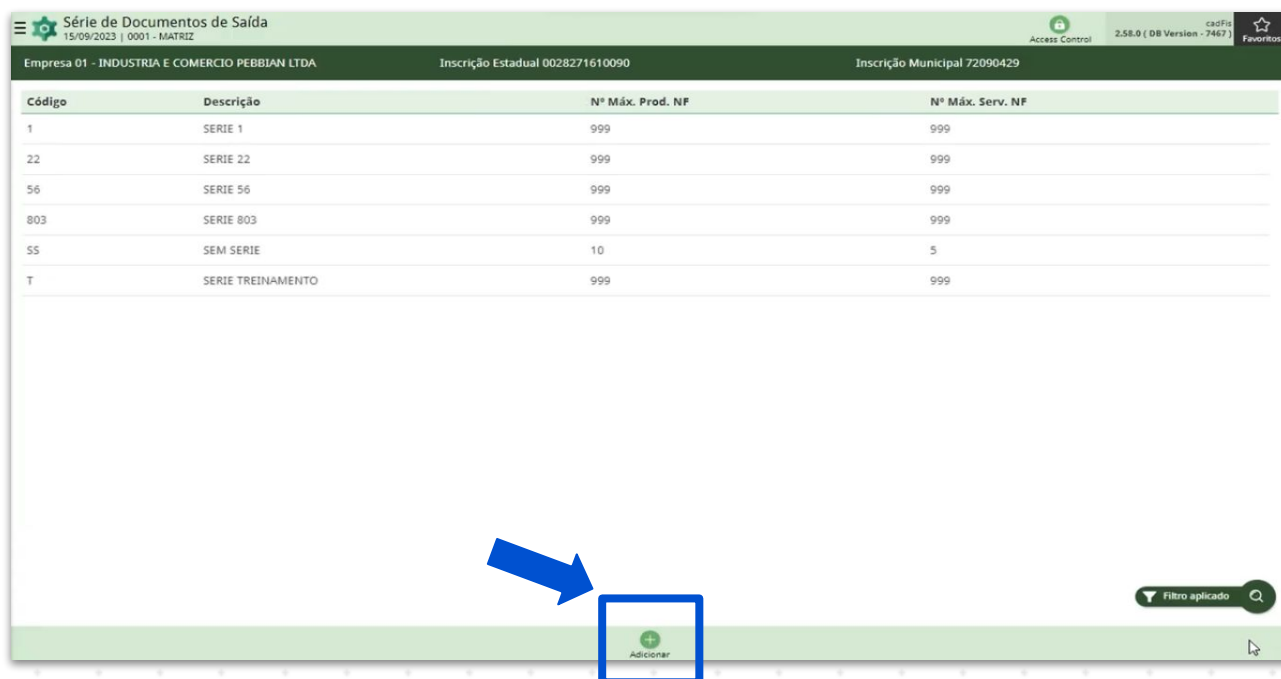 Série de Documentos de Saída
15/09/2023 | 0001 - MATRIZ
Access Control
cadFis
2.58.0 ( DB Version - 7467 )
Favoritos
Empresa 01 - INDUSTRIA E COMERCIO PEBBIAN LTDA Inscrição Estadual 0028271610090 Inscrição Municipal 72090429
Código Descrição Nº Máx. Prod. NF Nº Máx. Serv. NF
1 SERIE 1 999 999
22 SERIE 22 999 999
56 SERIE 56 999 999
803 SERIE 803 999 999
SS SEM SERIE 10 5
T SERIE TREINAMENTO 999 999
Filtro aplicado
Adicionar